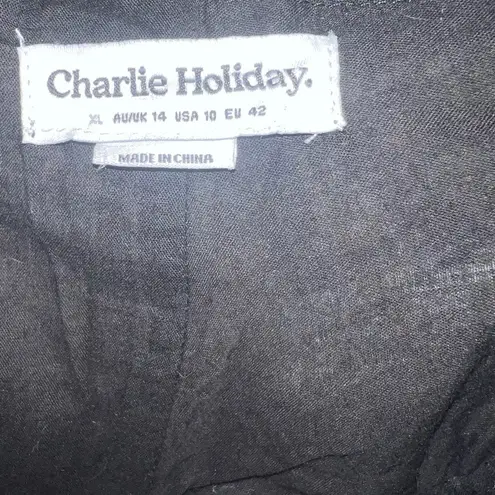 Charlie Holiday.
XL AU/UK 14 USA 10 EU 42
MADE IN CHINA